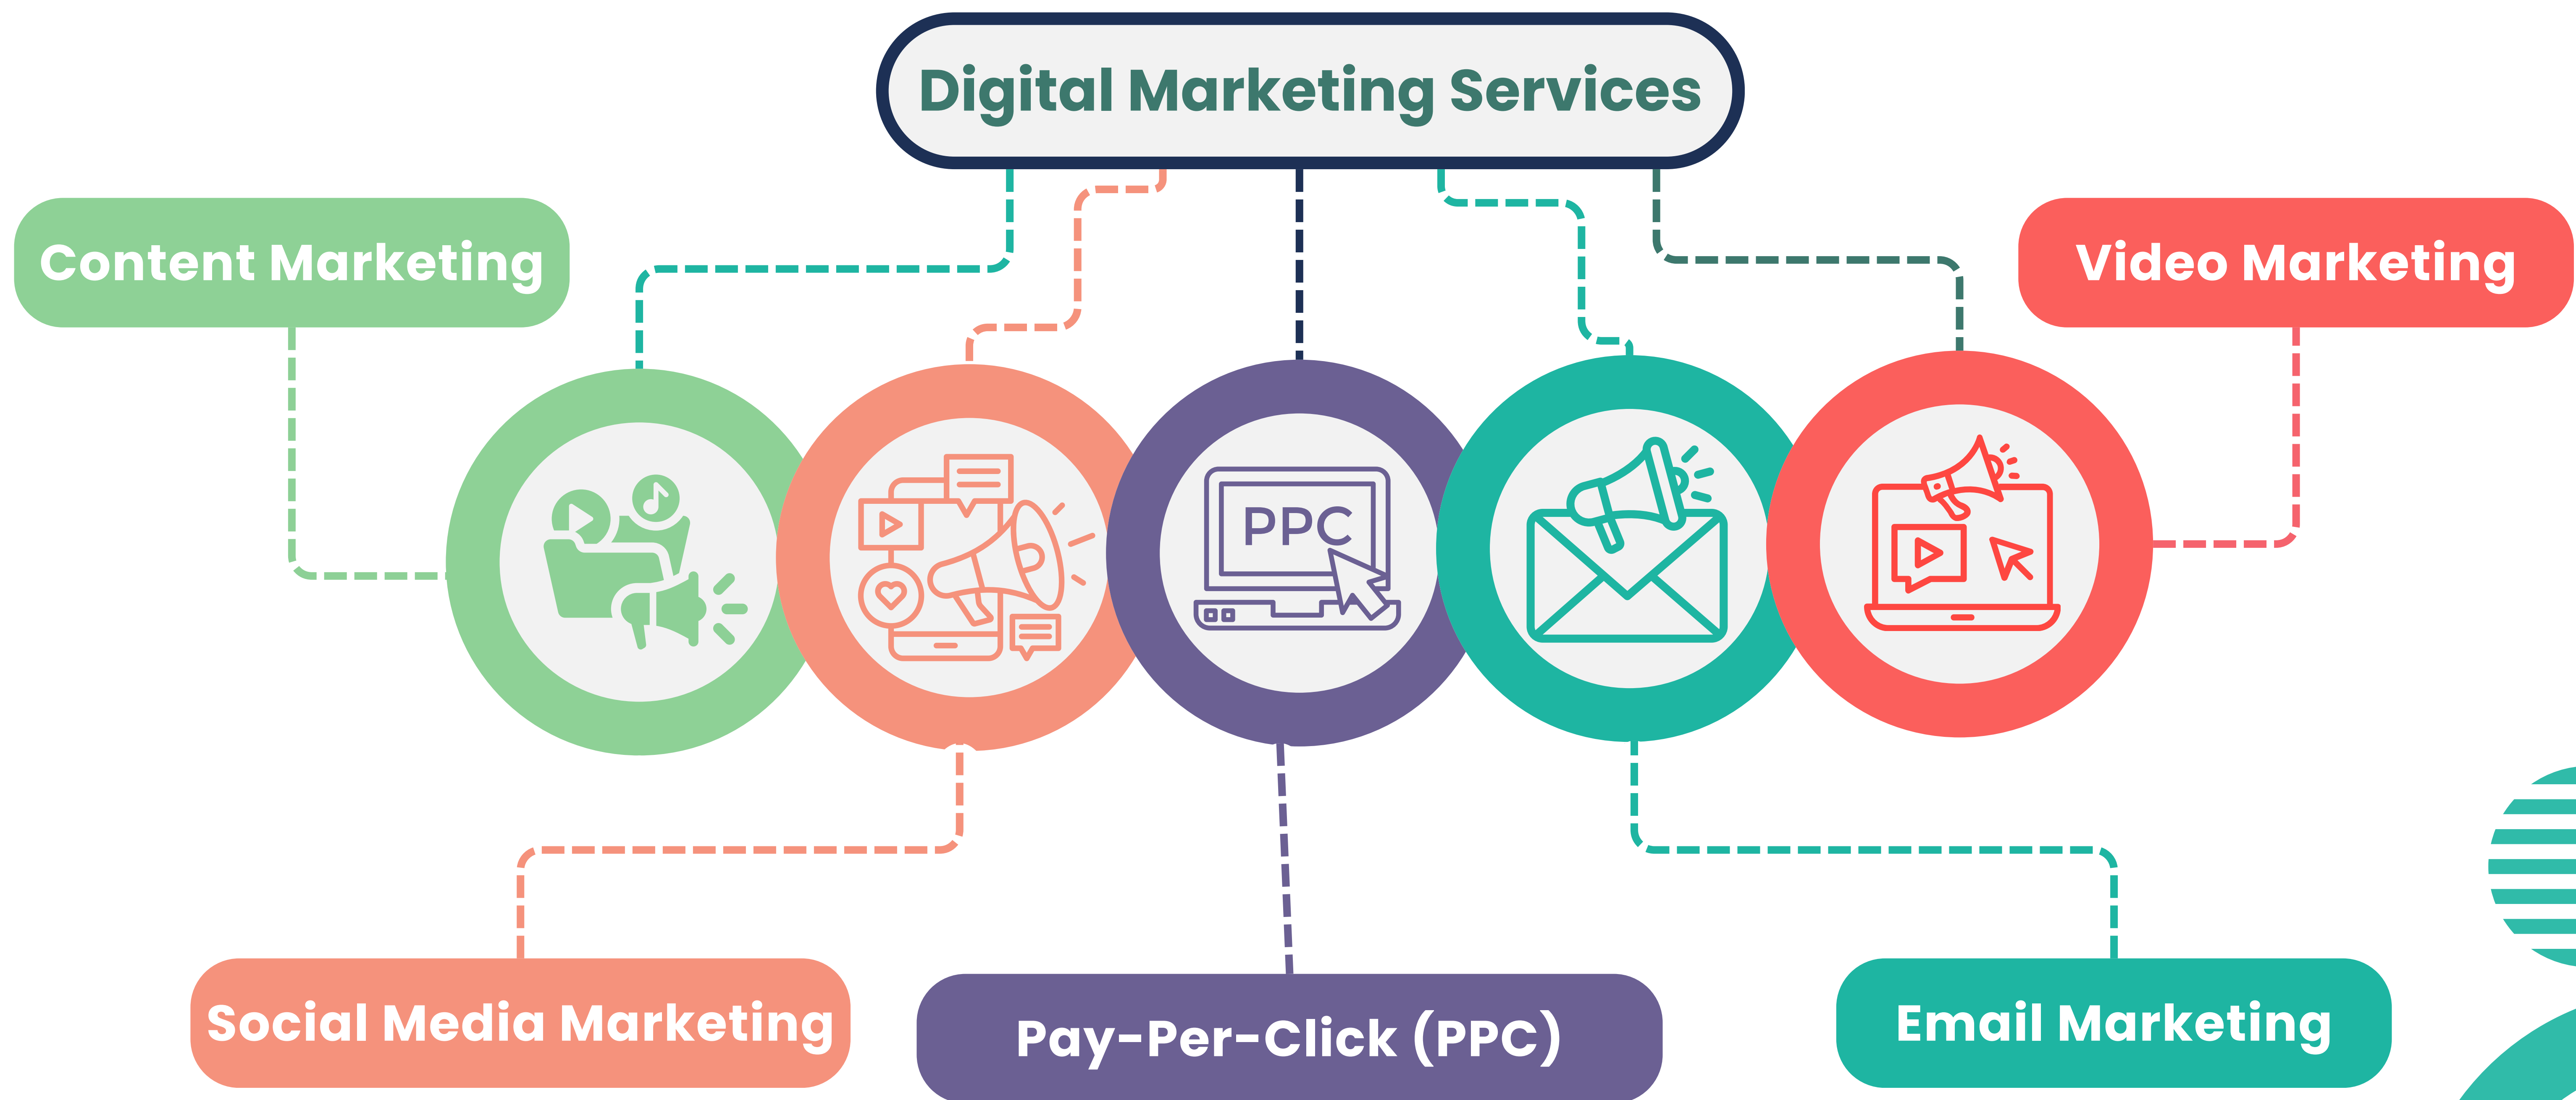 Digital Marketing Services
Content Marketing
Video Marketing
PPC
Social Media Marketing
Pay-Per-Click (PPC)
Email Marketing